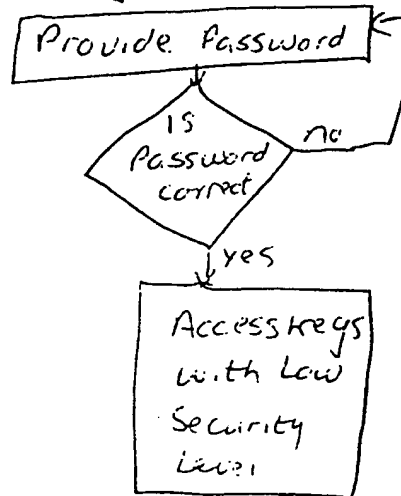 Provide Password
Is
Password
correct
no
yes
Access keys
with Low
Security
Level